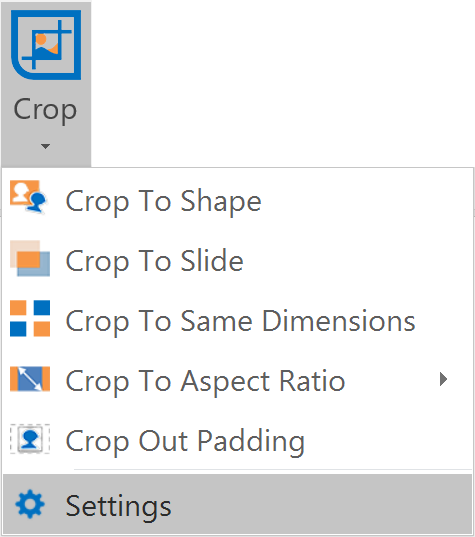 Crop
Crop To Shape
Crop To Slide
Crop To Same Dimensions
Crop To Aspect Ratio
Crop Out Padding
Settings